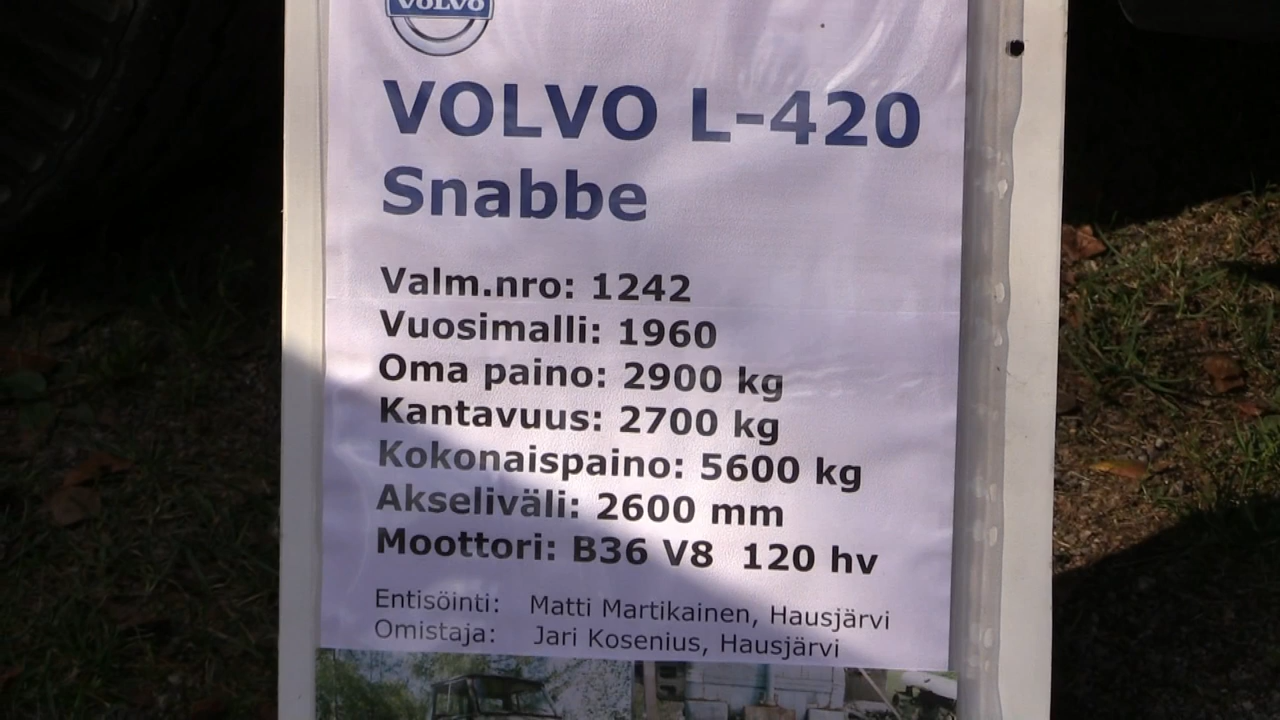 VOLVO
VOLVO L-420
Snabbe
Valm.nro: 1242
Vuosimalli: 1960
Oma paino: 2900 kg
Kantavuus: 2700 kg
Kokonaispaino: 5600 kg
Akseliväli: 2600 mm
Moottori: B36 V8 120 hv
Entisöinti: Matti Martikainen, Hausjärvi
Omistaja: Jari Kosenius, Hausjärvi